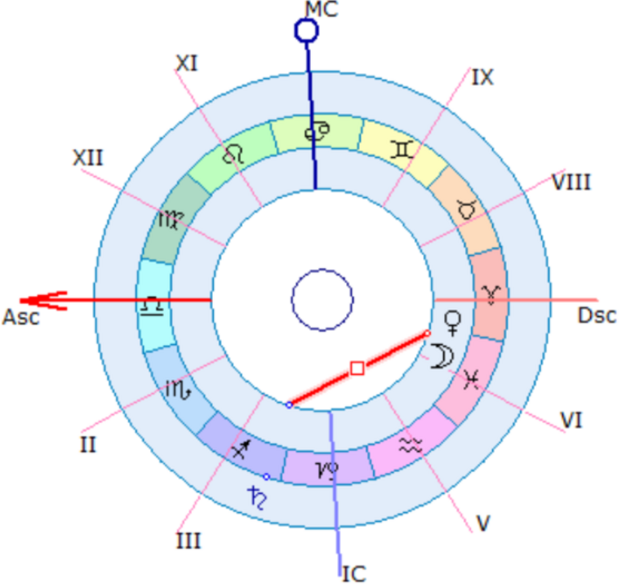 MC
XI
IX
♋
♌
♊
XII
VIII
♍
♉
Asc
♎
♈
Dsc
♀
☽
♏
♓
II
VI
♐
♑
♒
♄
III
V
IC